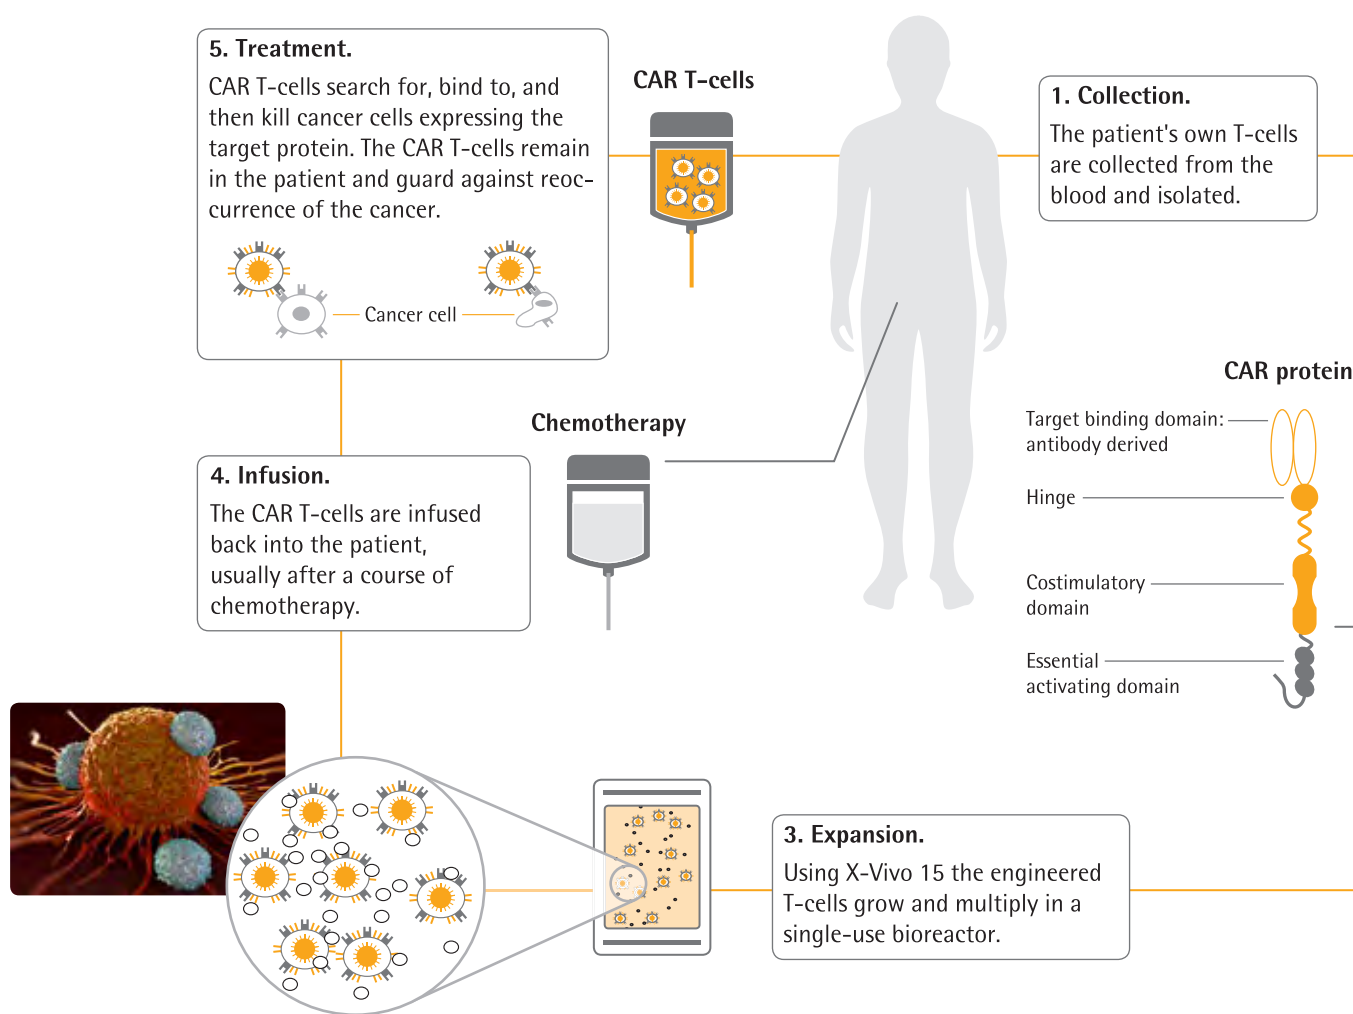 5. Treatment.
CAR T-cells search for, bind to, and
then kill cancer cells expressing the
target protein. The CAR T-cells remain
in the patient and guard against reoc-
currence of the cancer.
Cancer cell
CAR T-cells
1. Collection.
The patient's own T-cells
are collected from the
blood and isolated.
CAR protein
Target binding domain:
antibody derived
Hinge
Costimulatory
domain
Essential
activating domain
Chemotherapy
4. Infusion.
The CAR T-cells are infused
back into the patient,
usually after a course of
chemotherapy.
3. Expansion.
Using X-Vivo 15 the engineered
T-cells grow and multiply in a
single-use bioreactor.